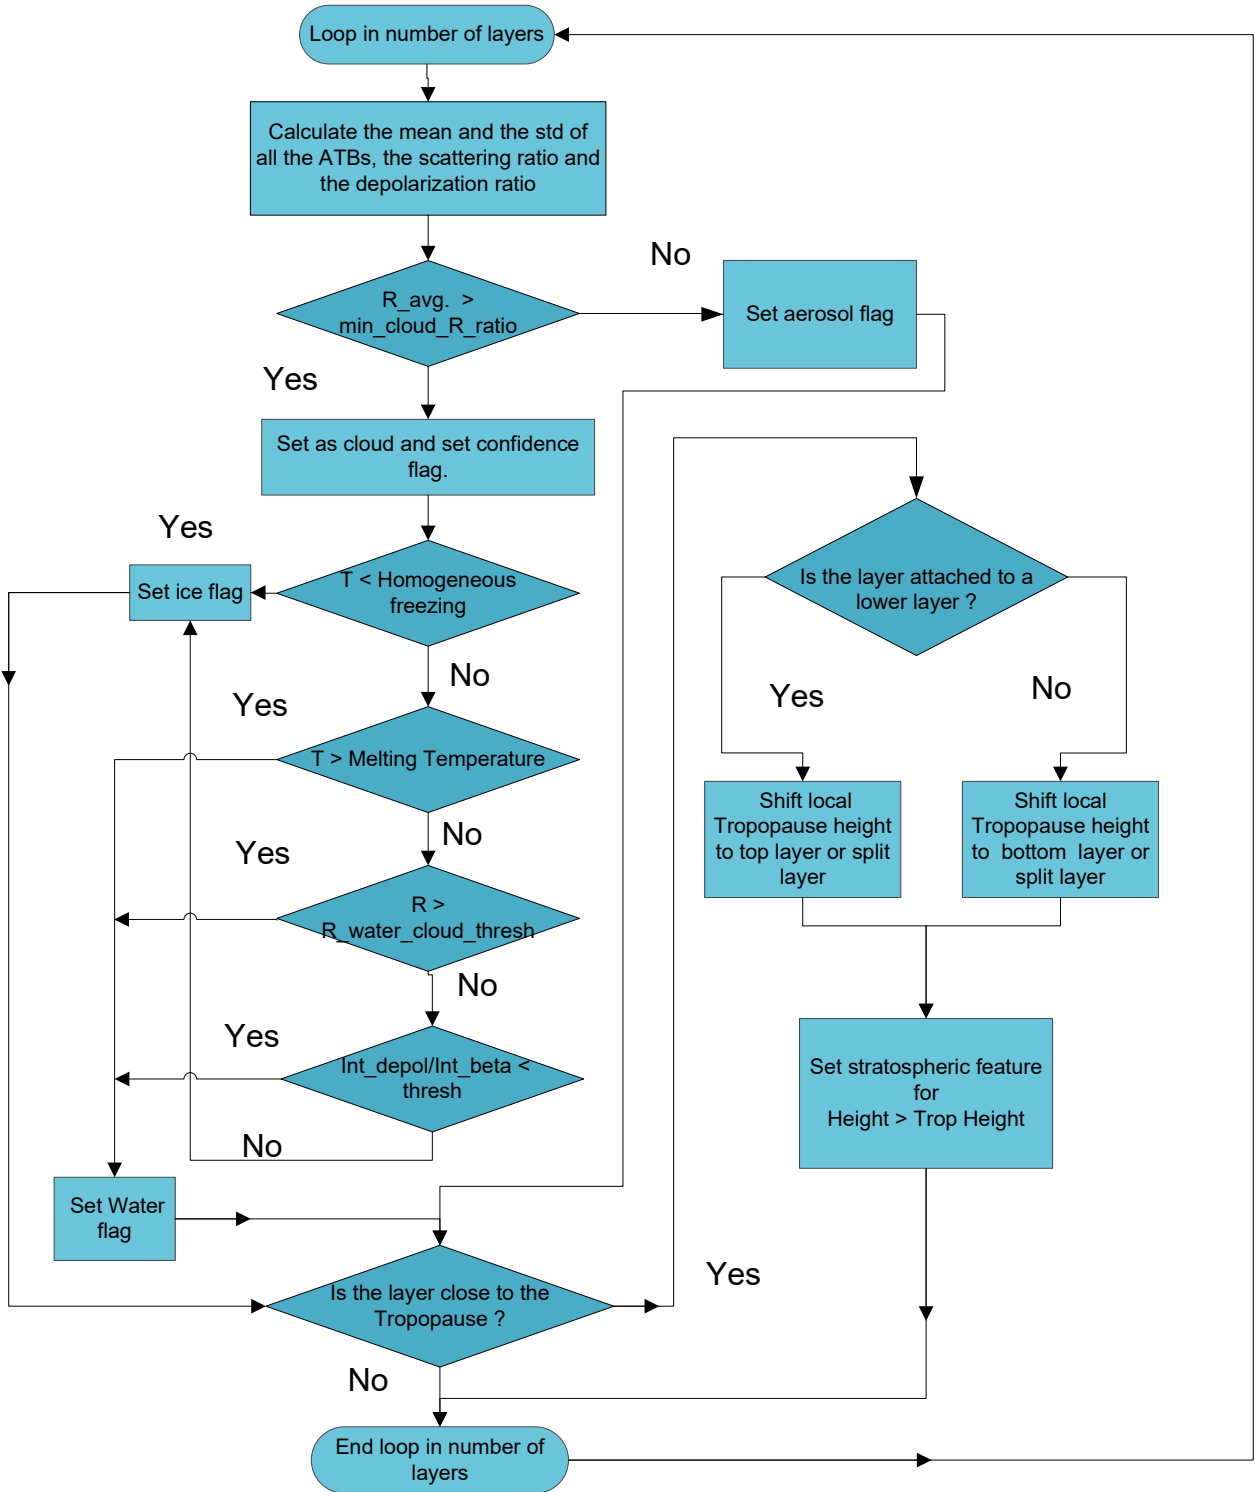 Loop in number of layers
Calculate the mean and the std of
all the ATBs, the scattering ratio and
the depolarization ratio
No
R_avg. >
min_cloud_R_ratio
Set aerosol flag
Yes
Set as cloud and set confidence
flag.
Yes
T < Homogeneous
freezing
Set ice flag
Is the layer attached to a
lower layer ?
No
Yes
Yes
No
T > Melting Temperature
Shift local
Tropopause height
to top layer or split
layer
Shift local
Tropopause height
to bottom layer or
split layer
No
Yes
R >
R_water_cloud_thresh
No
Yes
Int_depol/Int_beta <
thresh
Set stratospheric feature
for
Height > Trop Height
No
Set Water
flag
Yes
Is the layer close to the
Tropopause ?
No
End loop in number of
layers